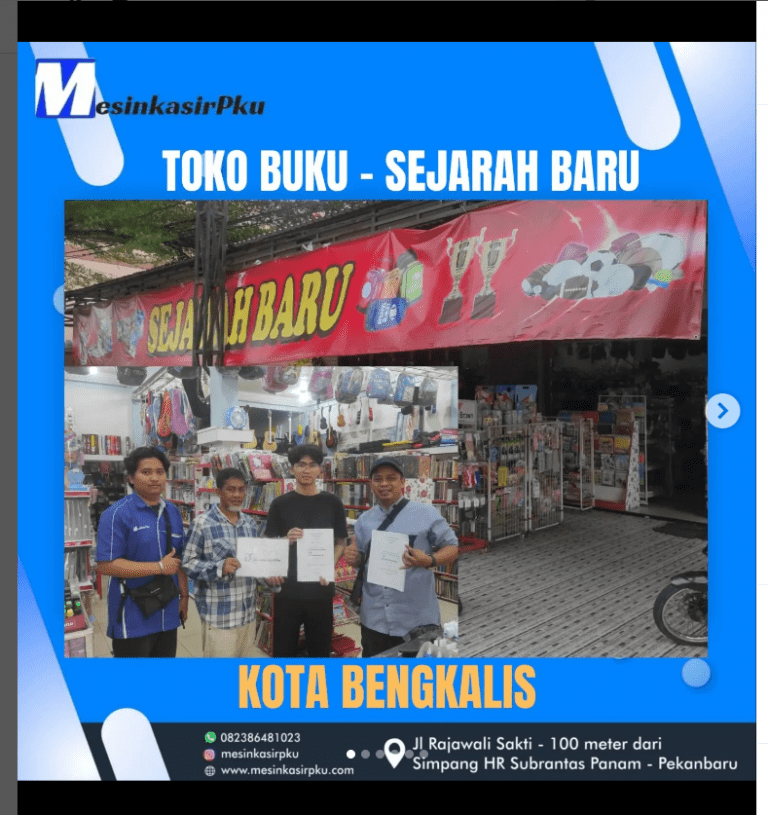 MesinkasirPku
TOKO BUKU - SEJARAH BARU
SEJARAH BARU
KOTA BENGKALIS
082386481023
mesinkasirpku
www.mesinkasirpku.com
Jl Rajawali Sakti - 100 meter dari
Simpang HR Subrantas Panam - Pekanbaru